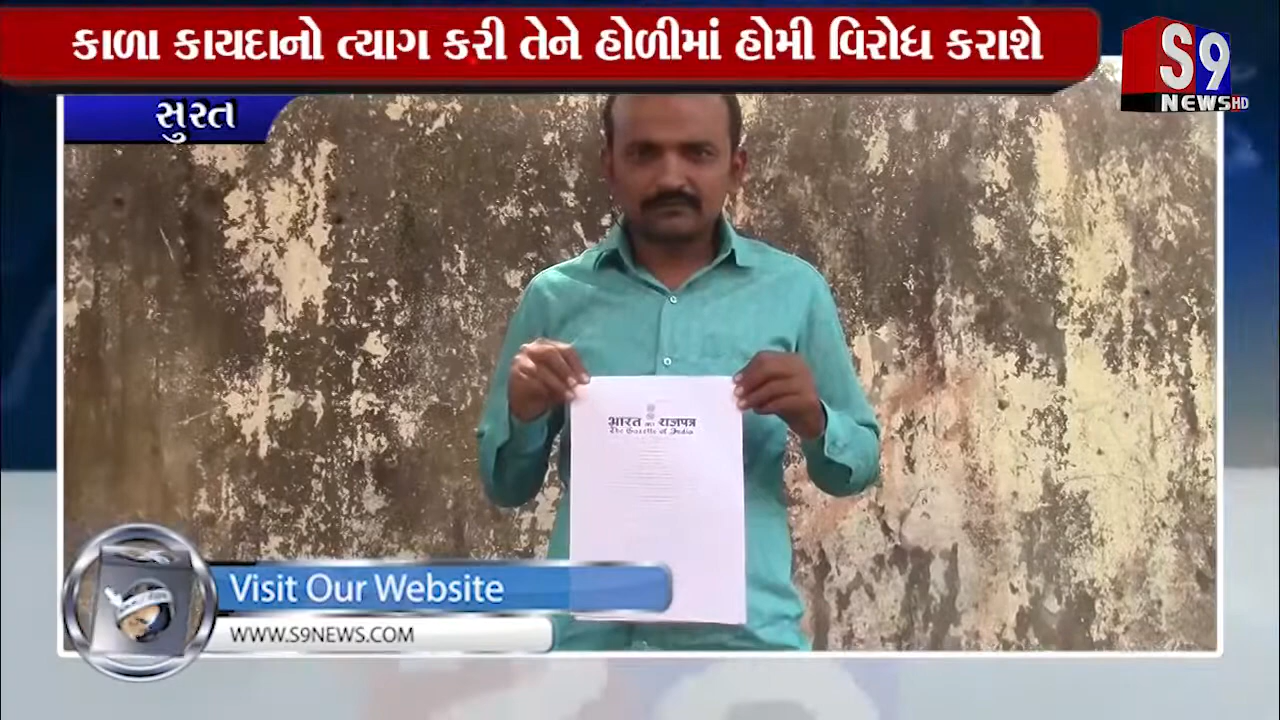 કાળા કાયદાનો ત્યાગ કરી તેને હોળીમાં હોમી વિરોધ કરાશે
S9
NEWS HD
સુરત
भारत का राजपत्र
The Gazette of India
Visit Our Website
WWW.S9NEWS.COM